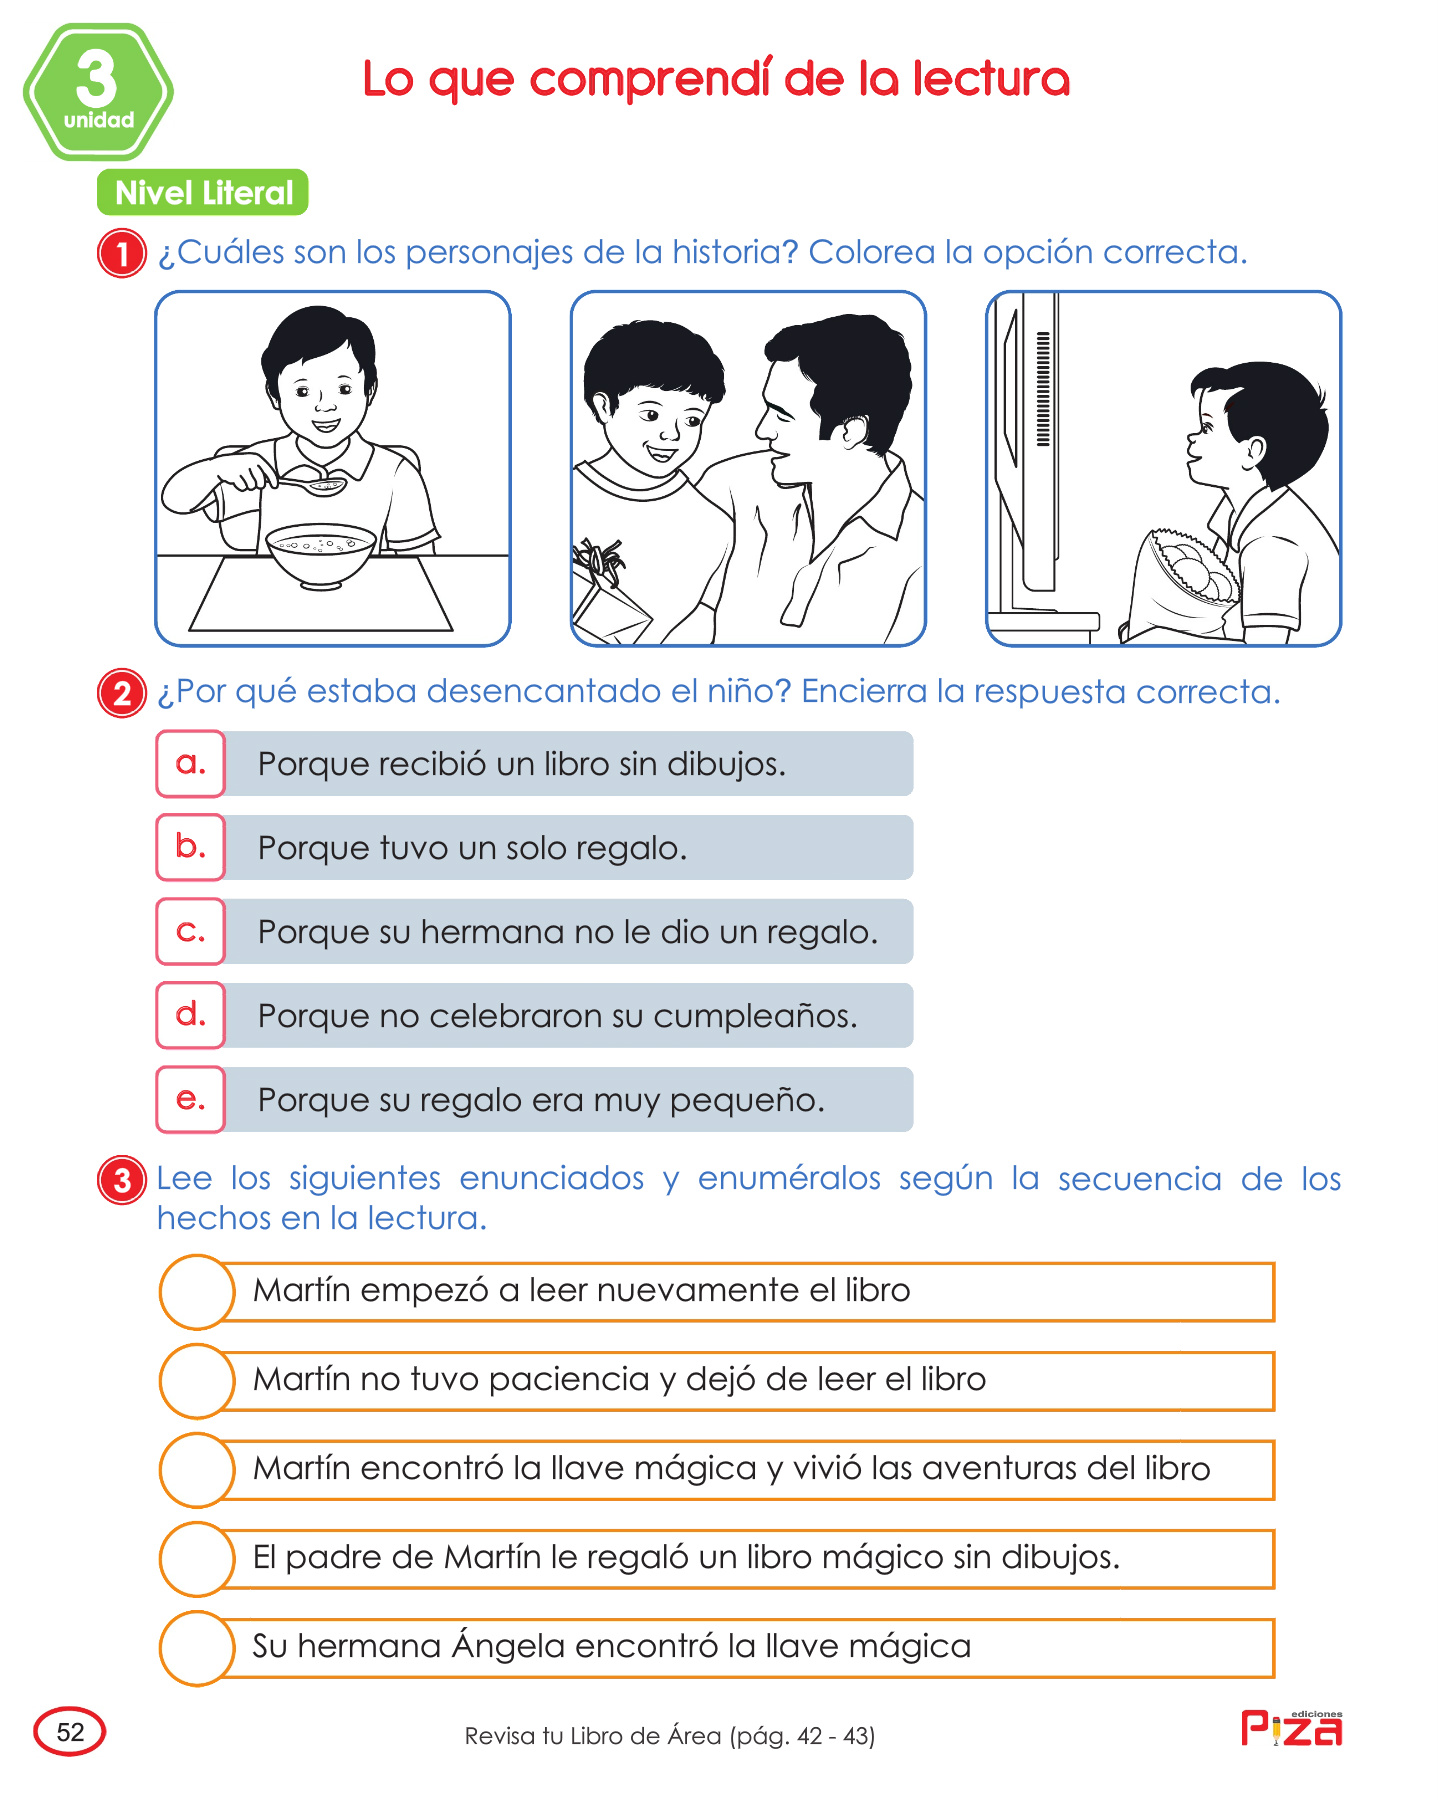 3
unidad
Lo que comprendí de la lectura
Nivel Literal
1 ¿Cuáles son los personajes de la historia? Colorea la opción correcta.
2 ¿Por qué estaba desencantado el niño? Encierra la respuesta correcta.
a. Porque recibió un libro sin dibujos.
b. Porque tuvo un solo regalo.
c. Porque su hermana no le dio un regalo.
d. Porque no celebraron su cumpleaños.
e. Porque su regalo era muy pequeño.
3 Lee los siguientes enunciados y enuméralos según la secuencia de los
hechos en la lectura.
Martín empezó a leer nuevamente el libro
Martín no tuvo paciencia y dejó de leer el libro
Martín encontró la llave mágica y vivió las aventuras del libro
El padre de Martín le regaló un libro mágico sin dibujos.
Su hermana Ángela encontró la llave mágica
52
Revisa tu Libro de Área (pág. 42 - 43)
ediciones
Piza